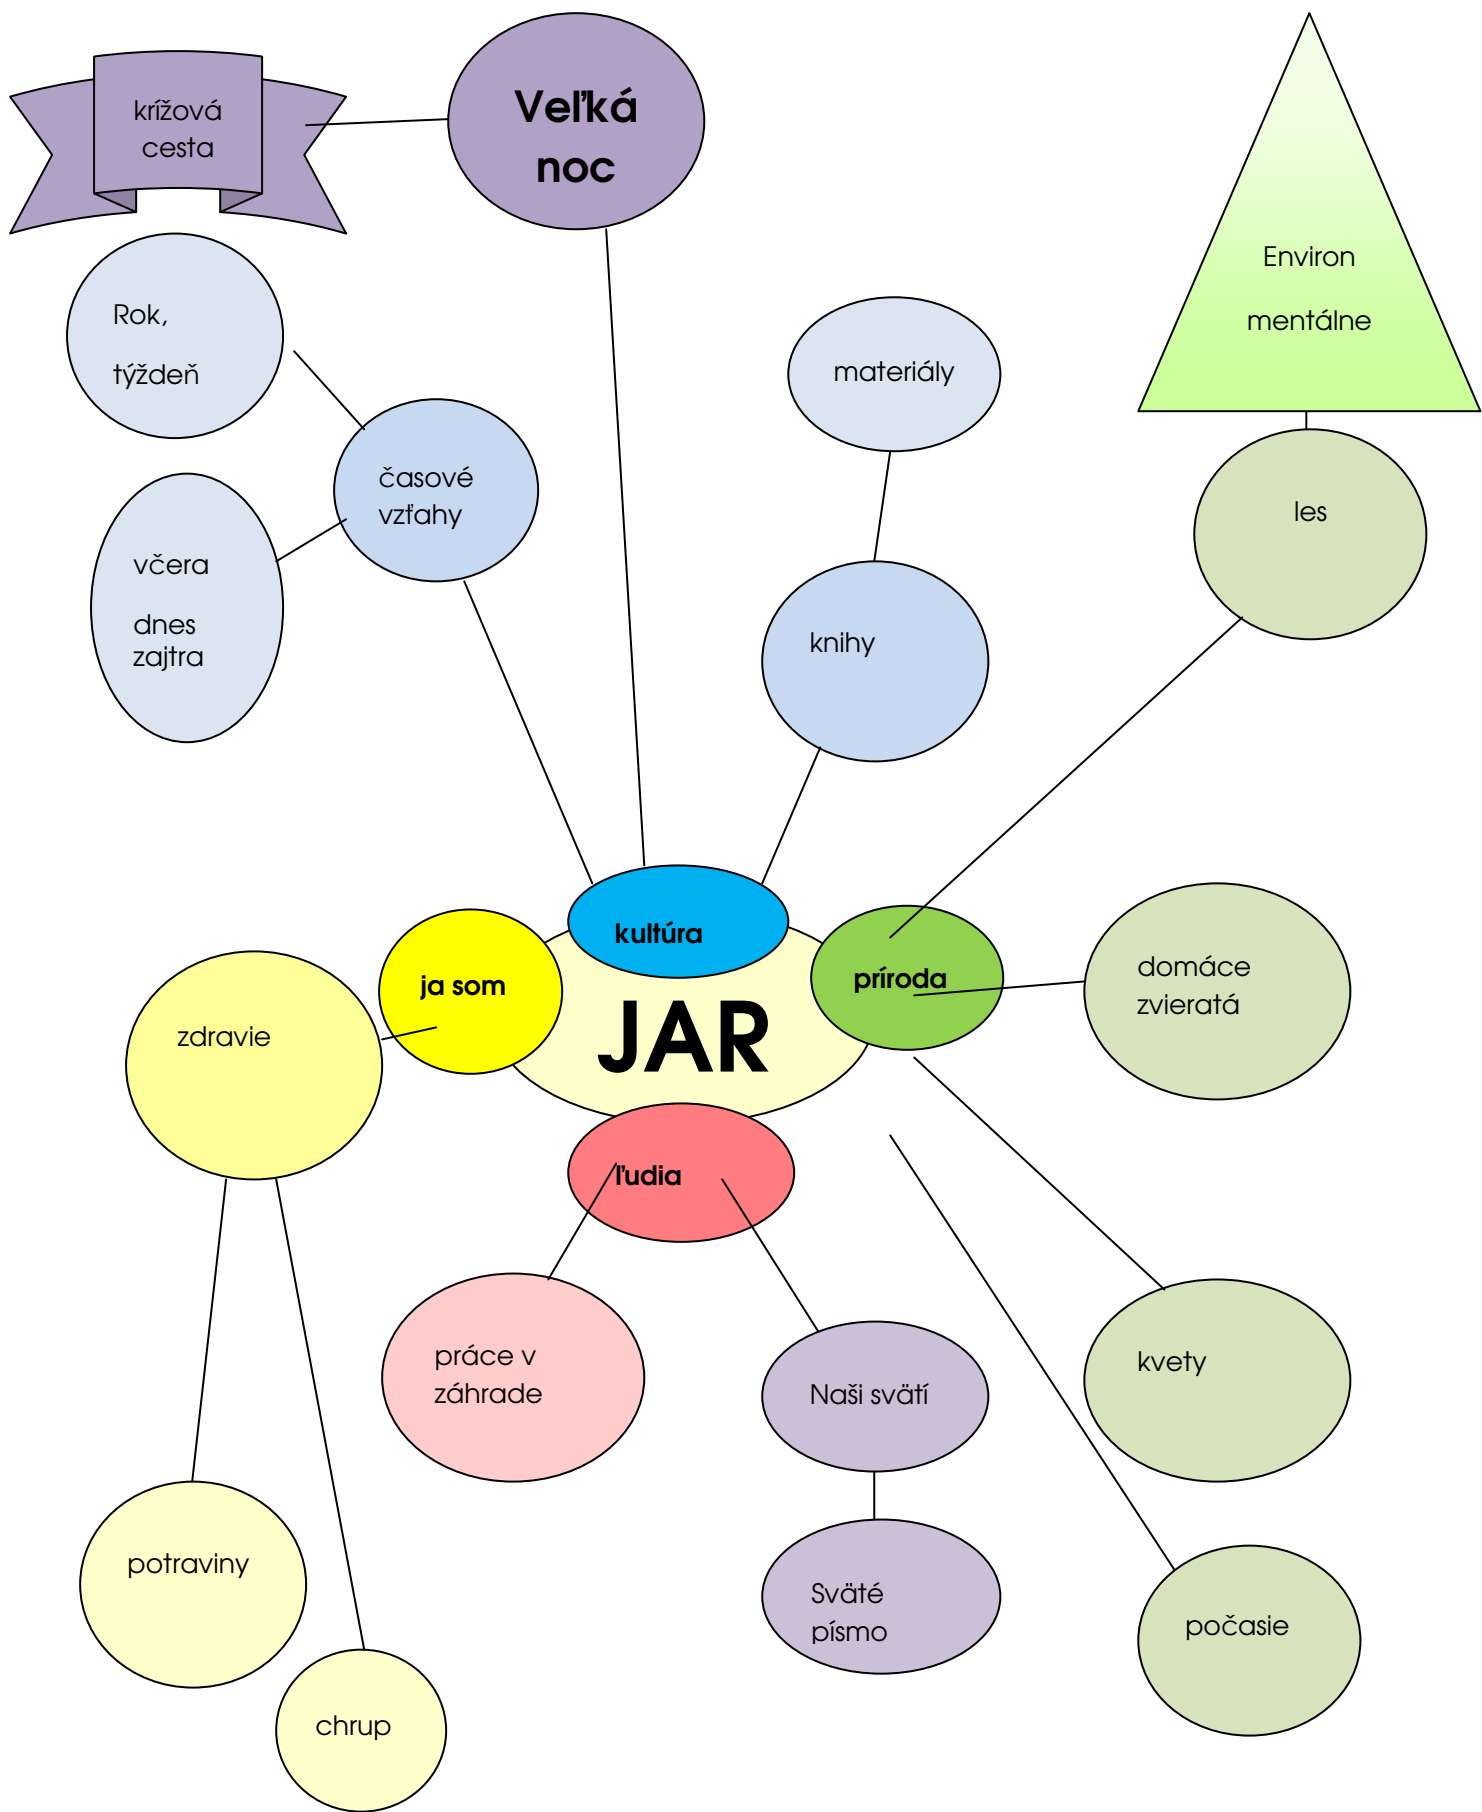 krížová
cesta
Veľká
noc
Environ
mentálne
Rok,
týždeň
materiály
časové
vzťahy
les
včera
dnes
zajtra
knihy
kultúra
ja som
príroda
domáce
zvieratá
JAR
zdravie
ľudia
práce v
záhrade
Naši svätí
kvety
potraviny
Sväté
písmo
počasie
chrup